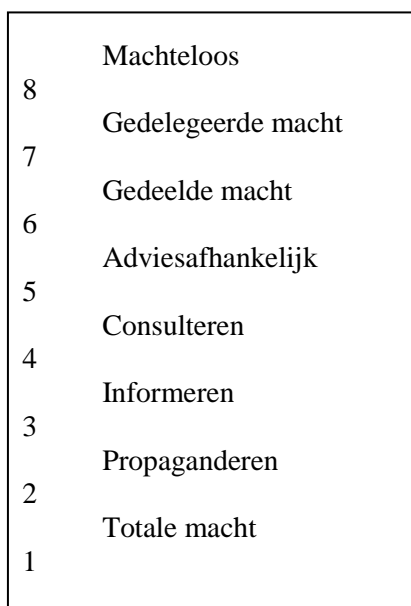 Machteloos
8
Gedelegeerde macht
7
Gedeelde macht
6
Adviesafhankelijk
5
Consulteren
4
Informeren
3
Propaganderen
2
Totale macht
1